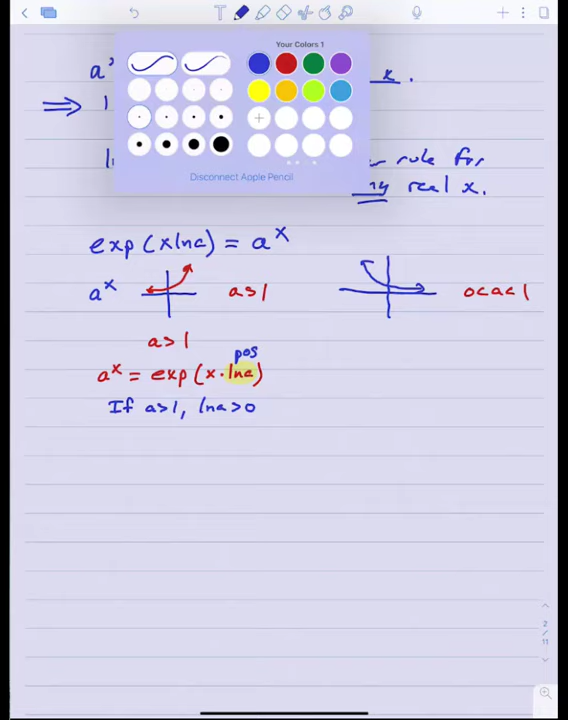 Your Colors 1
Disconnect Apple Pencil
x.
rule for
real x.
exp(x ln a) = a^x
a^x a>1 0<a<1
a>1
pos
a^x = exp(x · ln a)
If a>1, ln a>0
2
/
11